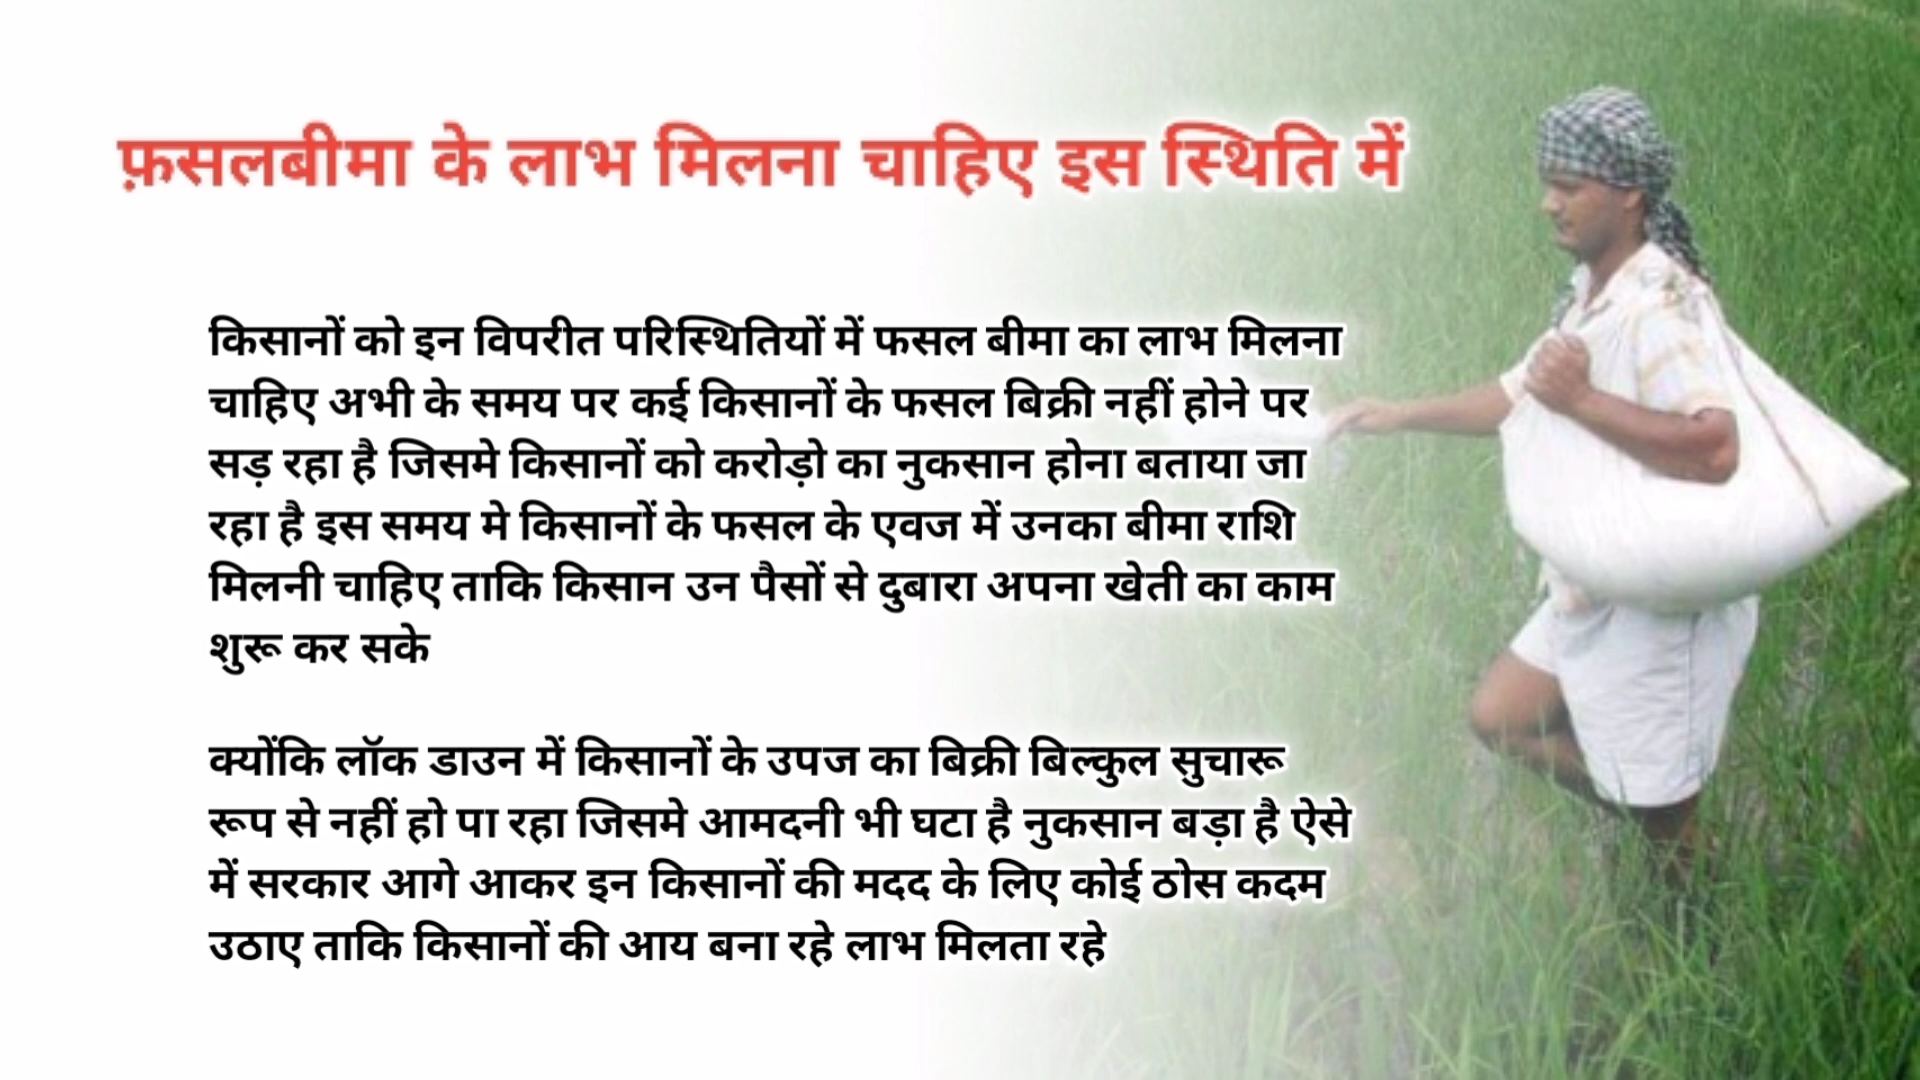 फ़सलबीमा के लाभ मिलना चाहिए इस स्थिति में
किसानों को इन विपरीत परिस्थितियों में फसल बीमा का लाभ मिलना
चाहिए अभी के समय पर कई किसानों के फसल बिक्री नहीं होने पर
सड़ रहा है जिसमे किसानों को करोड़ो का नुकसान होना बताया जा
रहा है इस समय मे किसानों के फसल के एवज में उनका बीमा राशि
मिलनी चाहिए ताकि किसान उन पैसों से दुबारा अपना खेती का काम
शुरू कर सके
क्योंकि लॉक डाउन में किसानों के उपज का बिक्री बिल्कुल सुचारू
रूप से नहीं हो पा रहा जिसमे आमदनी भी घटा है नुकसान बड़ा है ऐसे
में सरकार आगे आकर इन किसानों की मदद के लिए कोई ठोस कदम
उठाए ताकि किसानों की आय बना रहे लाभ मिलता रहे